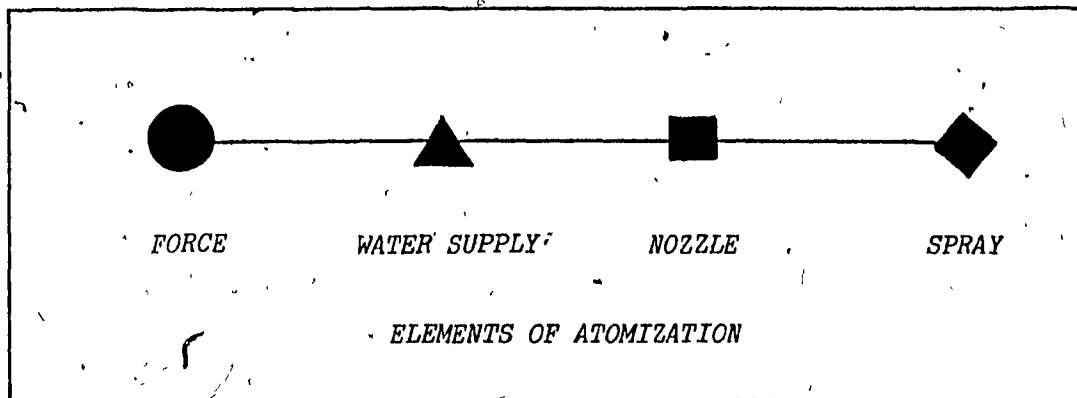 FORCE WATER SUPPLY NOZZLE SPRAY
ELEMENTS OF ATOMIZATION